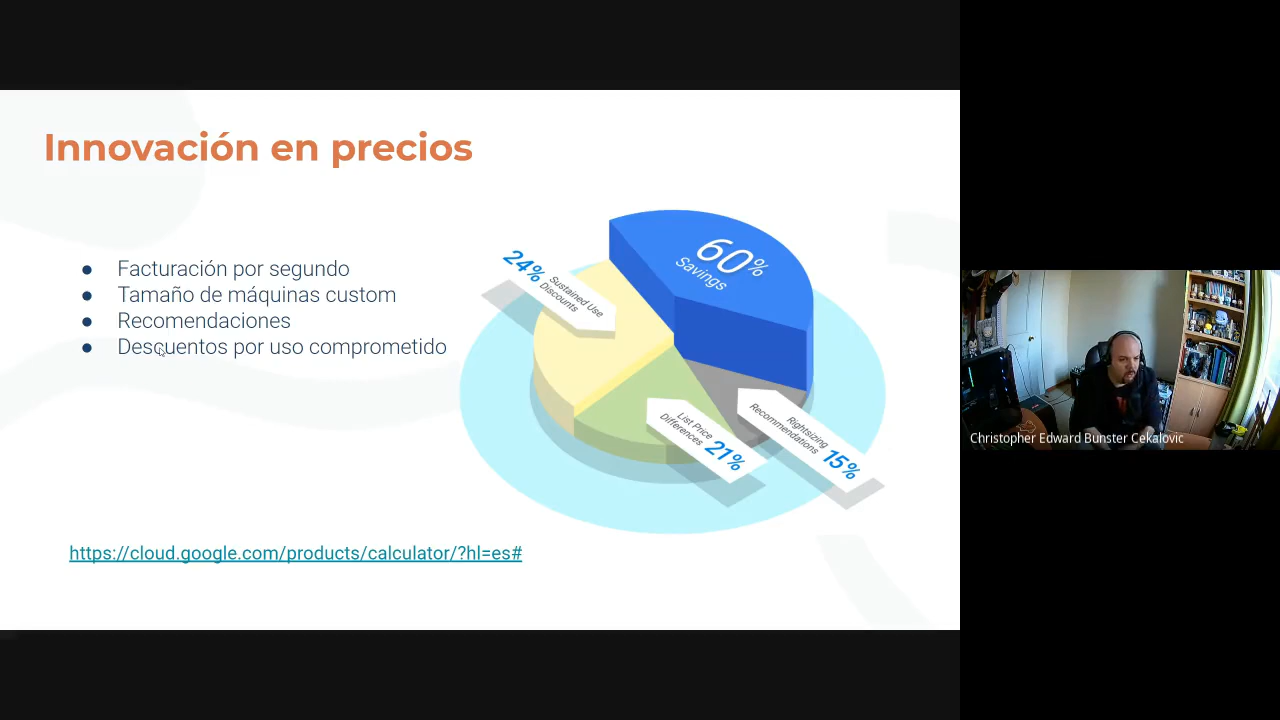 Innovación en precios
● Facturación por segundo
● Tamaño de máquinas custom
● Recomendaciones
● Descuentos por uso comprometido
60%
Savings
24%
Sustained Use
Discounts
List Price
Differences
21%
Rightsizing
Recommendations
15%
https://cloud.google.com/products/calculator/?hl=es#
Christopher Edward Bunster Cekalovic